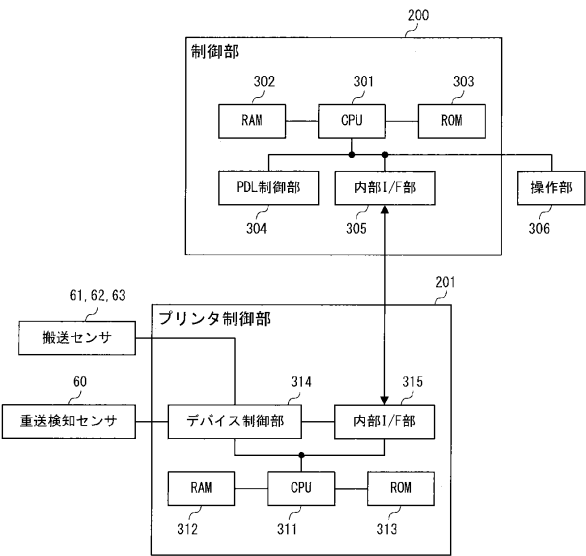 200
制御部
302
301
303
RAM
CPU
ROM
PDL制御部
内部I/F部
操作部
304
305
306
61, 62, 63
201
プリンタ制御部
搬送センサ
60
314
315
重送検知センサ
デバイス制御部
内部I/F部
RAM
CPU
ROM
312
311
313